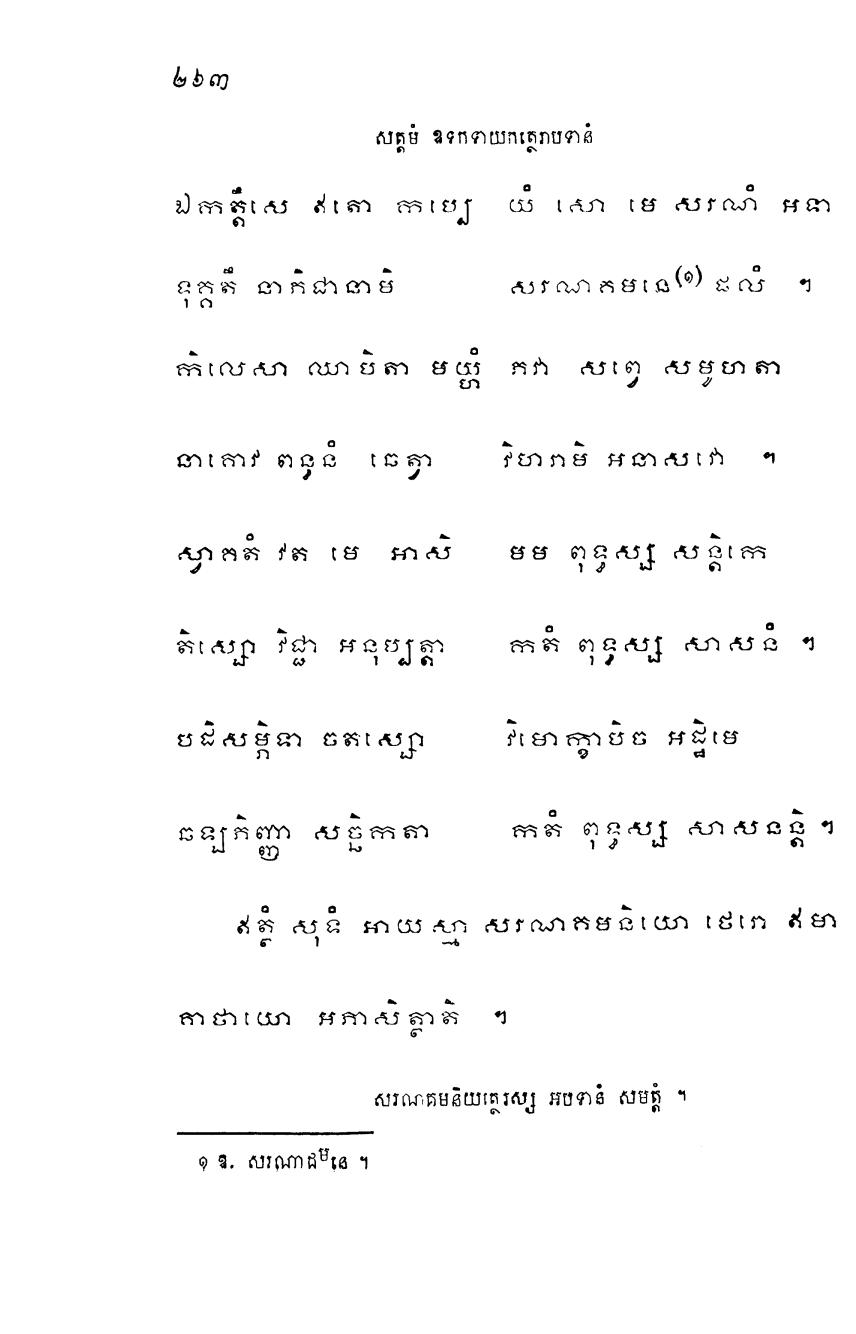 ២៦៣
សត្តមំ ឧទកទាយកត្ថេរាបទានំ
ឯកត្តឹសេ ឥតោ កប្បេ យំ សោ មេ សរណំ អទា
ទុក្កតឹ នាភិជានាមិ សរណាគមនេ(១) ផលំ ។
កិលេសា ឈាបិតា មយ្ហំ ភវា សព្វេ សមូហតា
នាគោវ ពន្ធនំ ឆេត្វា វិហរាមិ អនាសវោ ។
ស្វាគតំ វត មេ អាសិ មម ពុទ្ធស្ស សន្តិកេ
តិស្សោ វិជ្ជា អនុប្បត្តា កតំ ពុទ្ធស្ស សាសនំ ។
បដិសម្ភិទា ចតស្សោ វិមោក្ខាបិច អដ្ឋិមេ
ឆឡភិញ្ញា សច្ឆិកតា កតំ ពុទ្ធស្ស សាសនន្តិ ។
ឥត្ថំ សុទំ អាយស្មា សរណាគមនិយោ ថេរោ ឥមា
គាថាយោ អភាសិត្ថាតិ ។
សរណគមនិយត្ថេរស្ស អបទានំ សមត្តំ ។
១ ឱ.